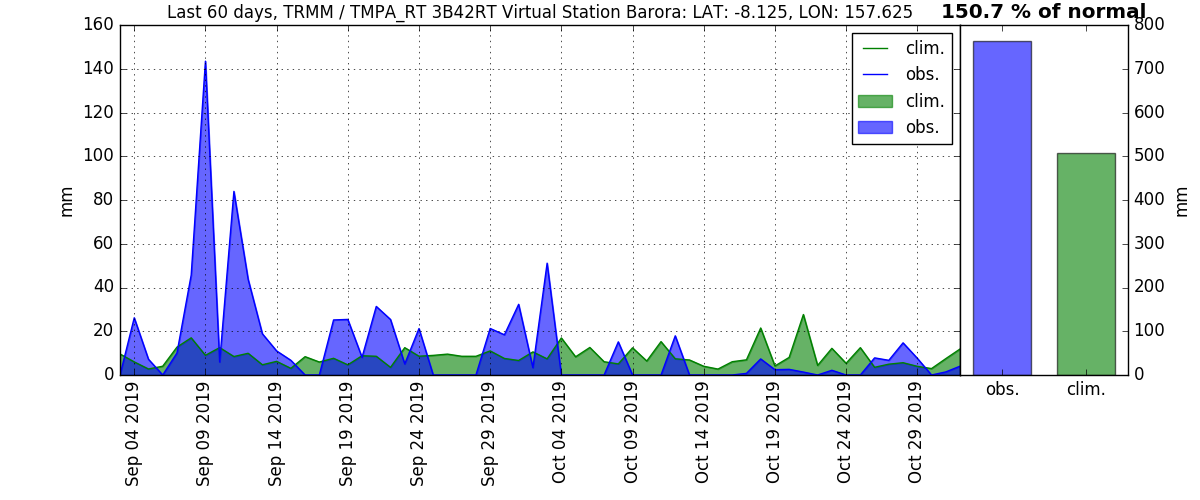 Last 60 days, TRMM / TMPA_RT 3B42RT Virtual Station Barora: LAT: -8.125, LON: 157.625
150.7 % of normal
160
140
120
100
80
60
40
20
0
mm
clim.
obs.
clim.
obs.
Sep 04 2019
Sep 09 2019
Sep 14 2019
Sep 19 2019
Sep 24 2019
Sep 29 2019
Oct 04 2019
Oct 09 2019
Oct 14 2019
Oct 19 2019
Oct 24 2019
Oct 29 2019
800
700
600
500
400
300
200
100
0
mm
obs.
clim.